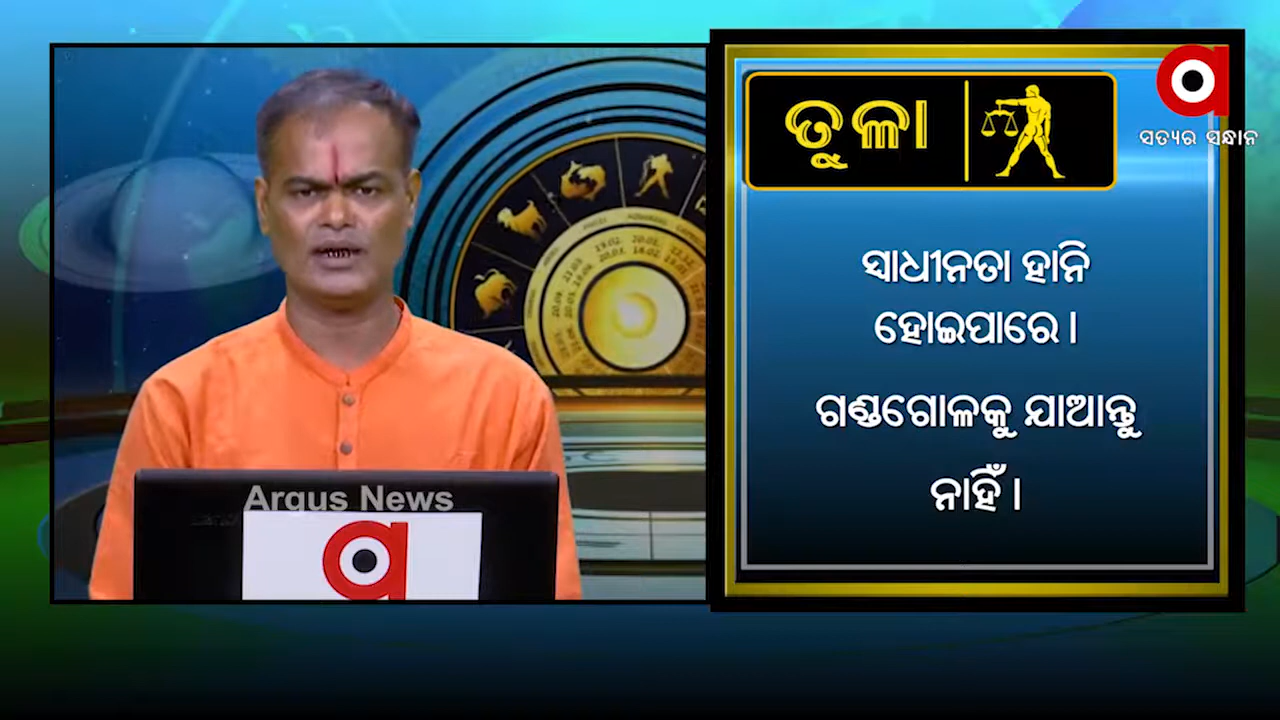 ତୁଳା
ସତ୍ୟର ସନ୍ଧାନ
ସ୍ୱାଧୀନତା ହାନି
ହୋଇପାରେ ।
ଗଣ୍ଡଗୋଳକୁ ଯାଆନ୍ତୁ
ନାହିଁ ।
Argus News